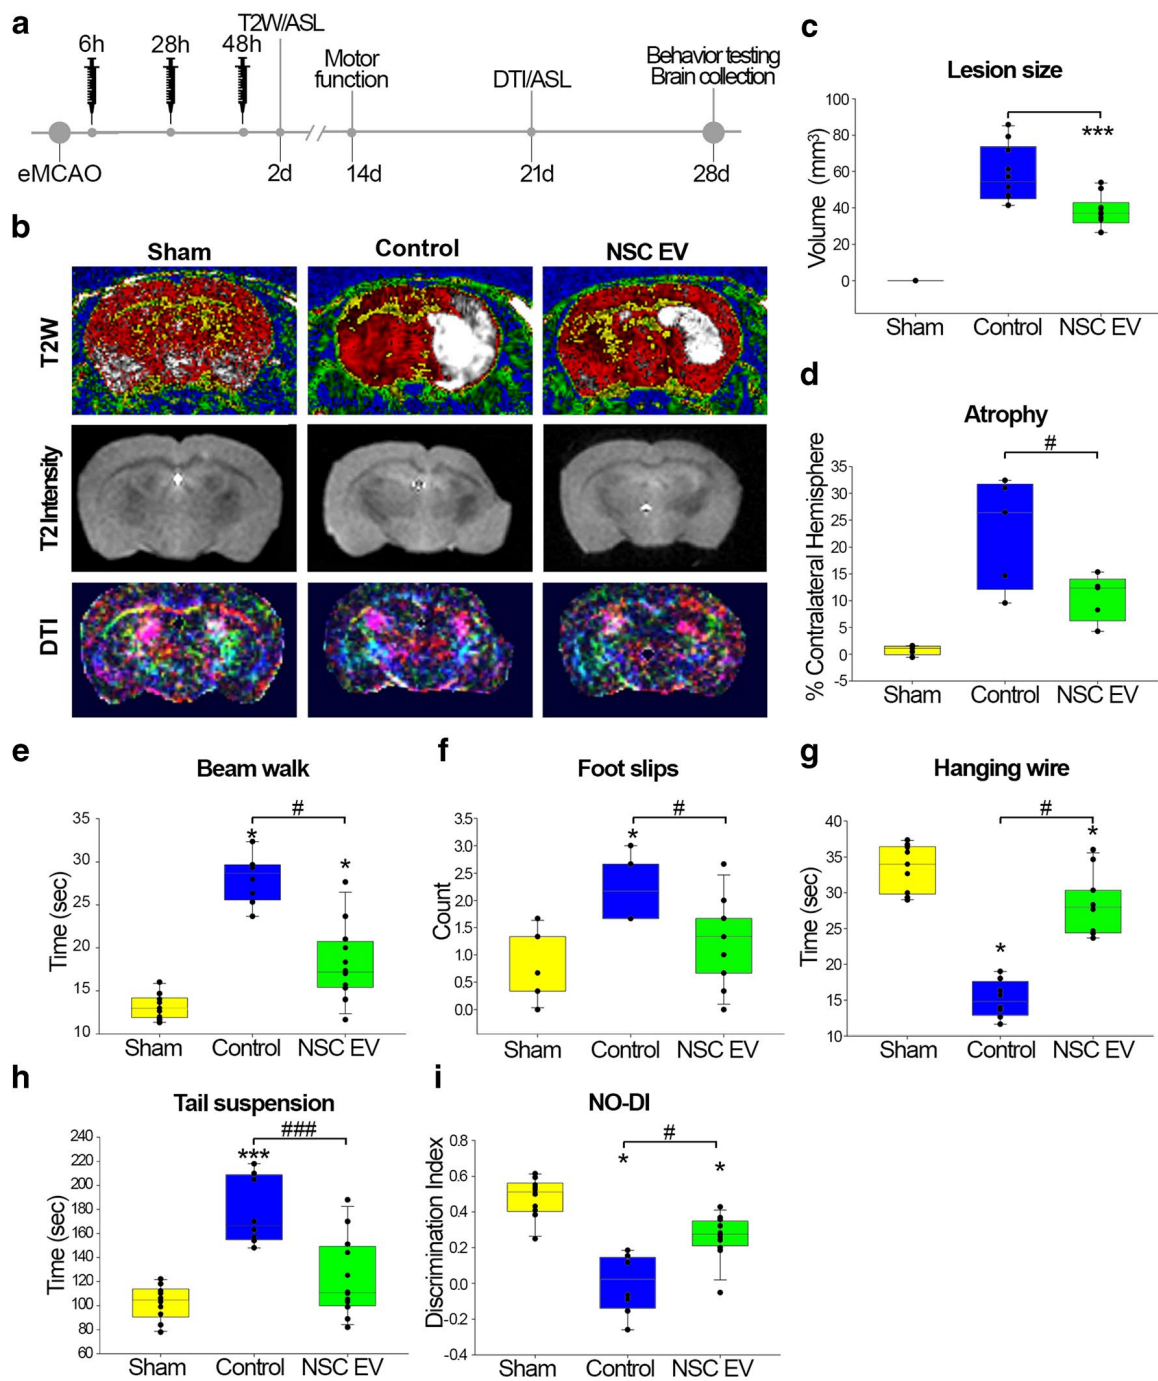 a
6h
28h
48h
T2W/ASL
Motor
function
DTI/ASL
Behavior testing
Brain collection
eMCAO
2d
14d
21d
28d
b
Sham
Control
NSC EV
T2W
T2 Intensity
DTI
c
Lesion size
***
Volume (mm³)
100
80
60
40
20
0
Sham
Control
NSC EV
d
Atrophy
#
% Contralateral Hemisphere
35
30
25
20
15
10
5
0
-5
Sham
Control
NSC EV
e
Beam walk
#
*
*
Time (sec)
35
30
25
20
15
10
Sham
Control
NSC EV
f
Foot slips
#
*
Count
3.5
3.0
2.5
2.0
1.5
1.0
0.5
0.0
Sham
Control
NSC EV
g
Hanging wire
#
*
*
Time (sec)
40
35
30
25
20
15
10
Sham
Control
NSC EV
h
Tail suspension
###
***
Time (sec)
240
220
200
180
160
140
120
100
80
60
Sham
Control
NSC EV
i
NO-DI
#
*
*
Discrimination Index
0.8
0.6
0.4
0.2
0.0
-0.2
-0.4
Sham
Control
NSC EV